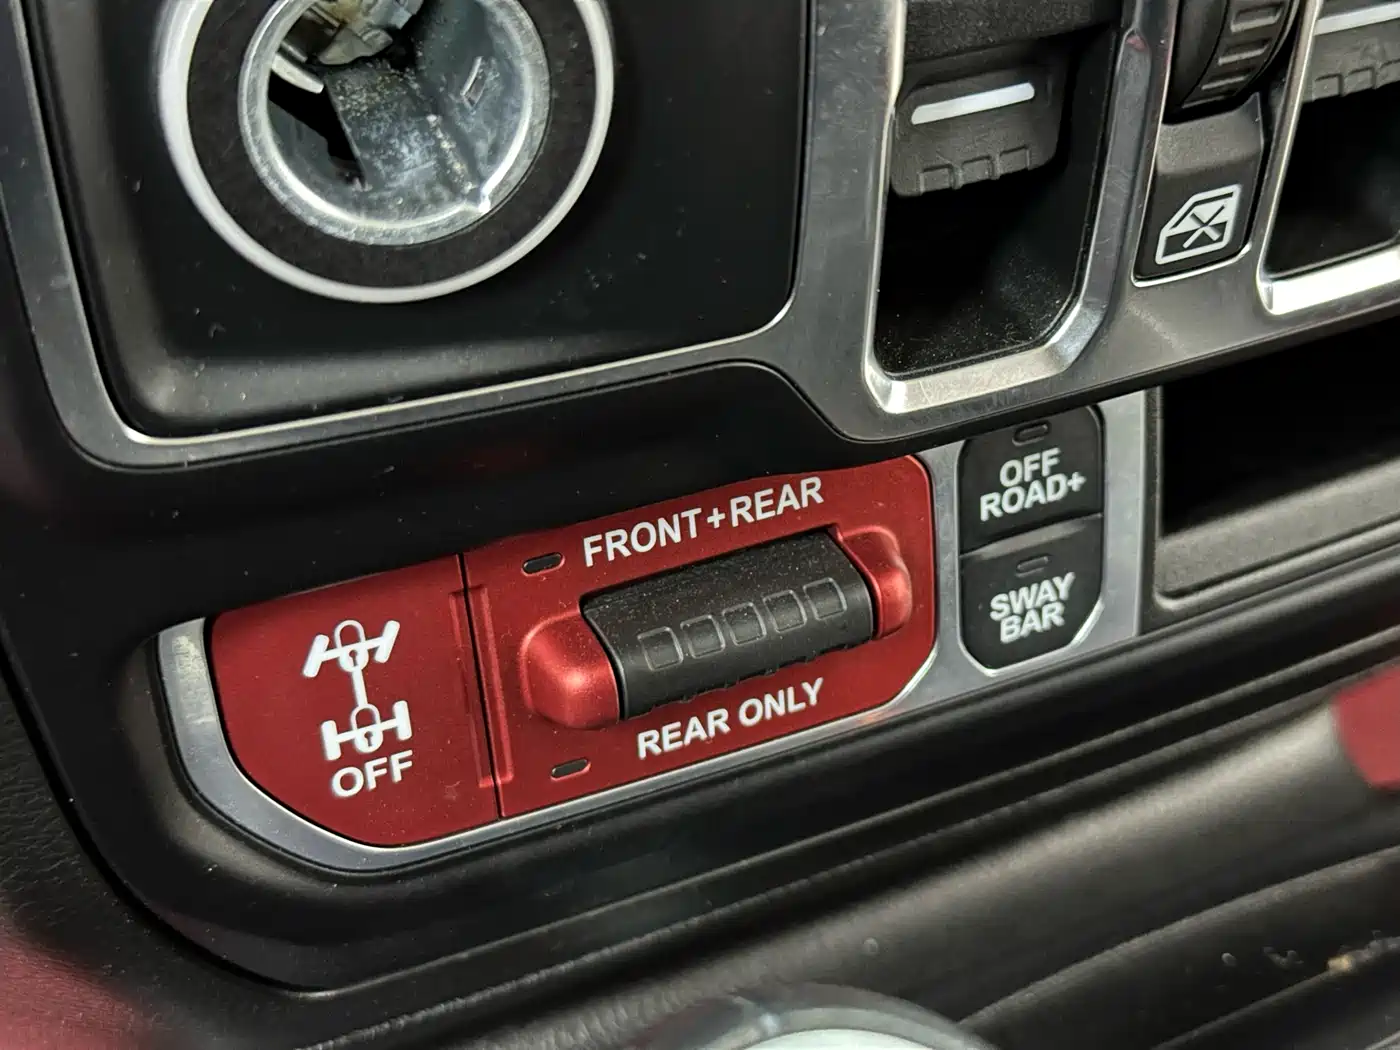 FRONT+REAR
REAR ONLY
OFF
OFF
ROAD+
SWAY
BAR